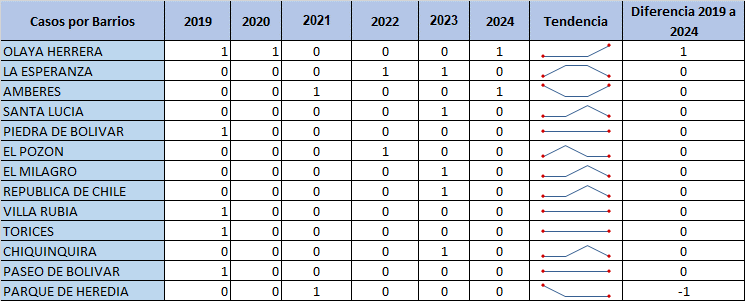 Casos por Barrios 2019 2020 2021 2022 2023 2024 Tendencia Diferencia 2019 a 2024
OLAYA HERRERA 1 1 0 0 0 1 1
LA ESPERANZA 0 0 0 1 1 0 0
AMBERES 0 0 1 0 0 1 0
SANTA LUCIA 0 0 0 0 1 0 0
PIEDRA DE BOLIVAR 1 0 0 0 0 0 0
EL POZON 0 0 0 1 0 0 0
EL MILAGRO 0 0 0 0 1 0 0
REPUBLICA DE CHILE 0 0 0 0 1 0 0
VILLA RUBIA 1 0 0 0 0 0 0
TORICES 1 0 0 0 0 0 0
CHIQUINQUIRA 0 0 0 0 1 0 0
PASEO DE BOLIVAR 1 0 0 0 0 0 0
PARQUE DE HEREDIA 0 0 1 0 0 0 -1